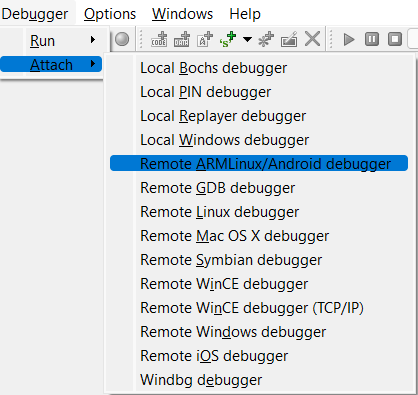 Debugger Options Windows Help
Run
Attach
Local Bochs debugger
Local PIN debugger
Local Replayer debugger
Local Windows debugger
Remote ARMLinux/Android debugger
Remote GDB debugger
Remote Linux debugger
Remote Mac OS X debugger
Remote Symbian debugger
Remote WinCE debugger
Remote WinCE debugger (TCP/IP)
Remote Windows debugger
Remote iOS debugger
Windbg debugger